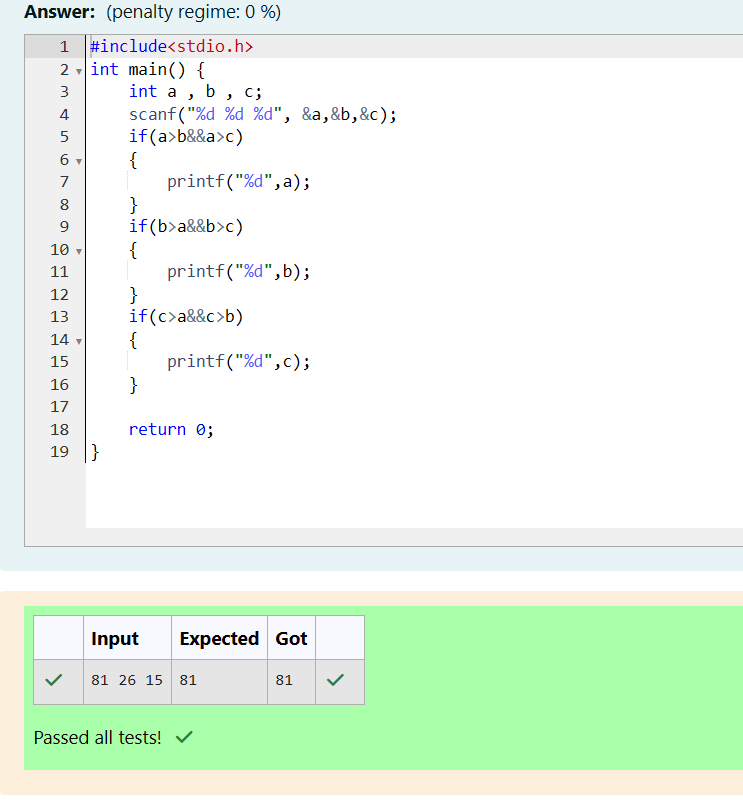 Answer: (penalty regime: 0 %)
1 #include<stdio.h>
2 int main() {
3 int a , b , c;
4 scanf("%d %d %d", &a,&b,&c);
5 if(a>b&&a>c)
6 {
7 printf("%d",a);
8 }
9 if(b>a&&b>c)
10 {
11 printf("%d",b);
12 }
13 if(c>a&&c>b)
14 {
15 printf("%d",c);
16 }
17
18 return 0;
19 }
Input Expected Got
81 26 15 81 81
Passed all tests!